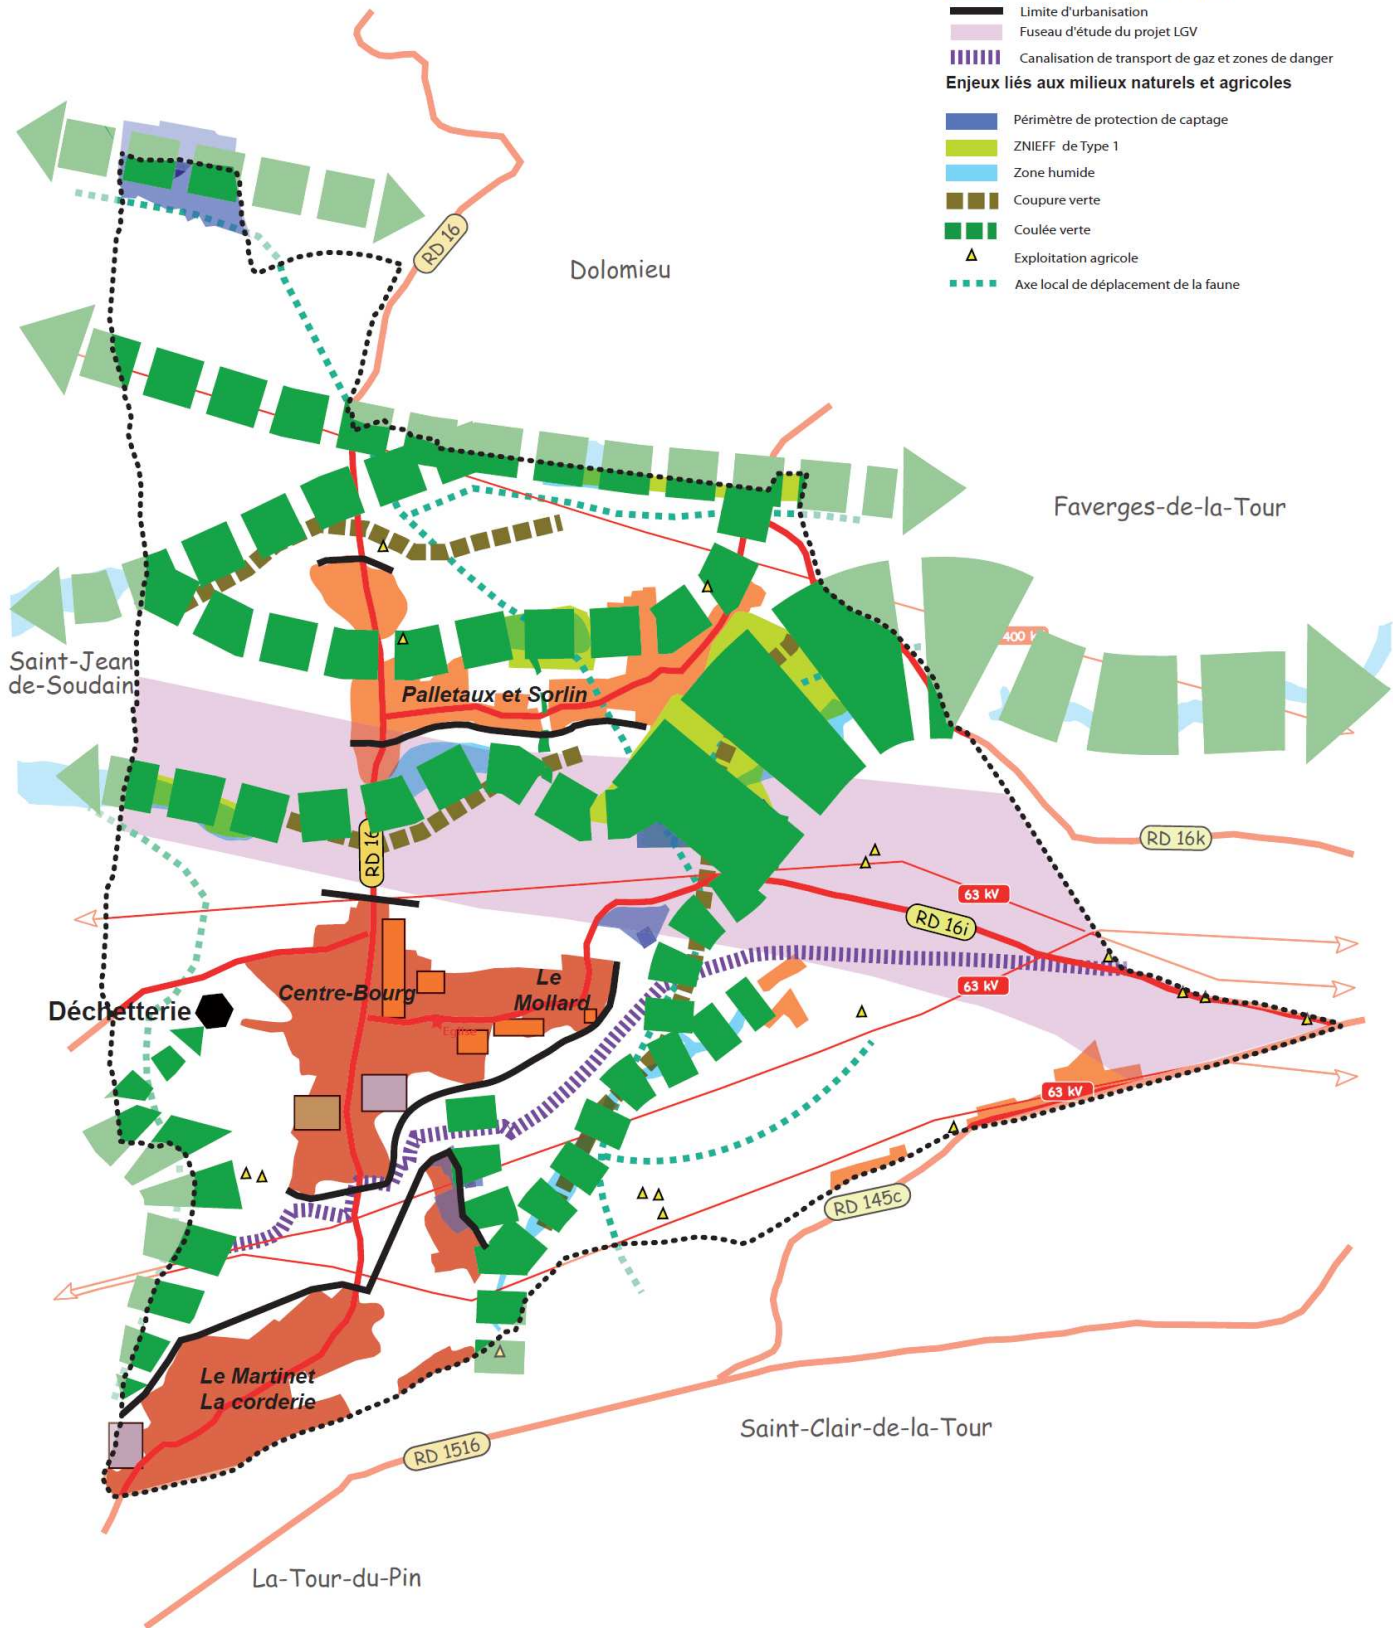 Limite d'urbanisation
Fuseau d'étude du projet LGV
Canalisation de transport de gaz et zones de danger
Enjeux liés aux milieux naturels et agricoles
Périmètre de protection de captage
ZNIEFF de Type 1
Zone humide
Coupure verte
Coulée verte
Exploitation agricole
Axe local de déplacement de la faune
RD 16
Dolomieu
Faverges-de-la-Tour
400 k
Saint-Jean
de-Soudain
Palletaux et Sorlin
RD 16
RD 16k
63 kV
RD 16i
63 kV
Centre-Bourg
Le
Mollard
Déchetterie
Eglise
63 kV
RD 145c
Le Martinet
La corderie
Saint-Clair-de-la-Tour
RD 1516
La-Tour-du-Pin